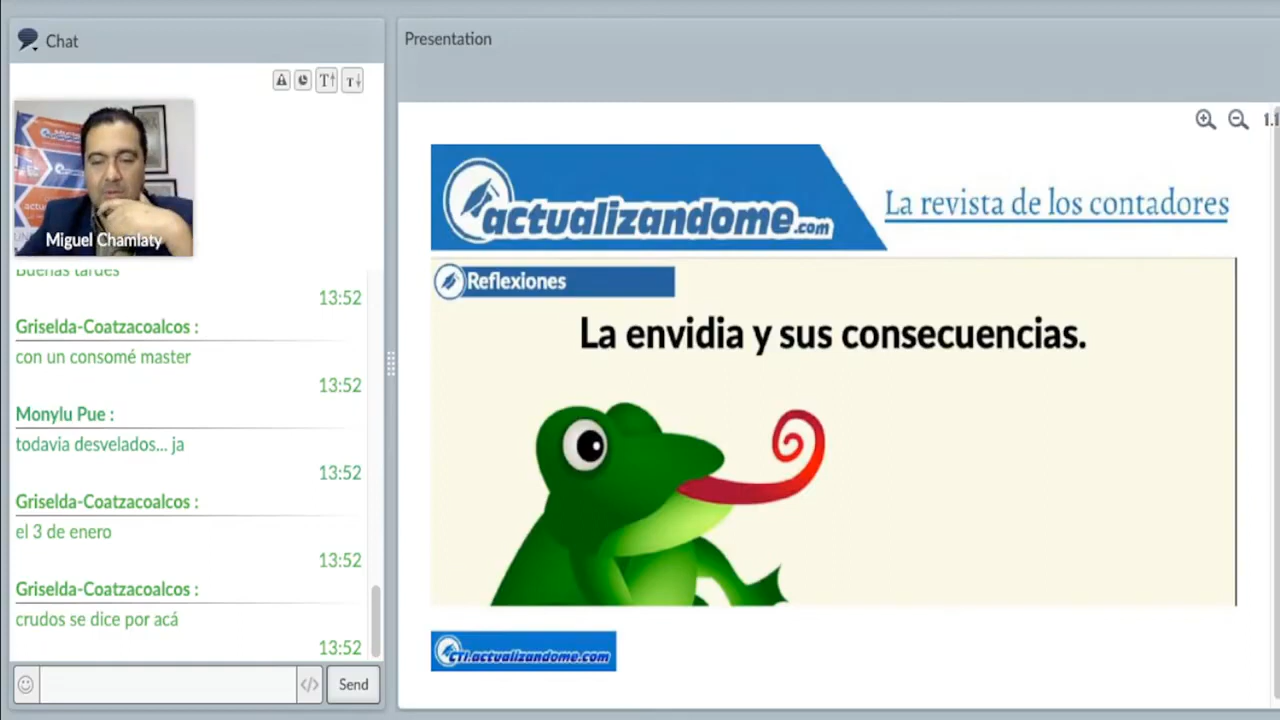 Chat
T T
Miguel Chamlaty
Buenas tardes
13:52
Griselda-Coatzacoalcos :
con un consomé master
13:52
Monylu Pue :
todavia desvelados... ja
13:52
Griselda-Coatzacoalcos :
el 3 de enero
13:52
Griselda-Coatzacoalcos :
crudos se dice por acá
13:52
</> Send
Presentation
actualizandome.com
La revista de los contadores
Reflexiones
La envidia y sus consecuencias.
CTI.actualizandome.com